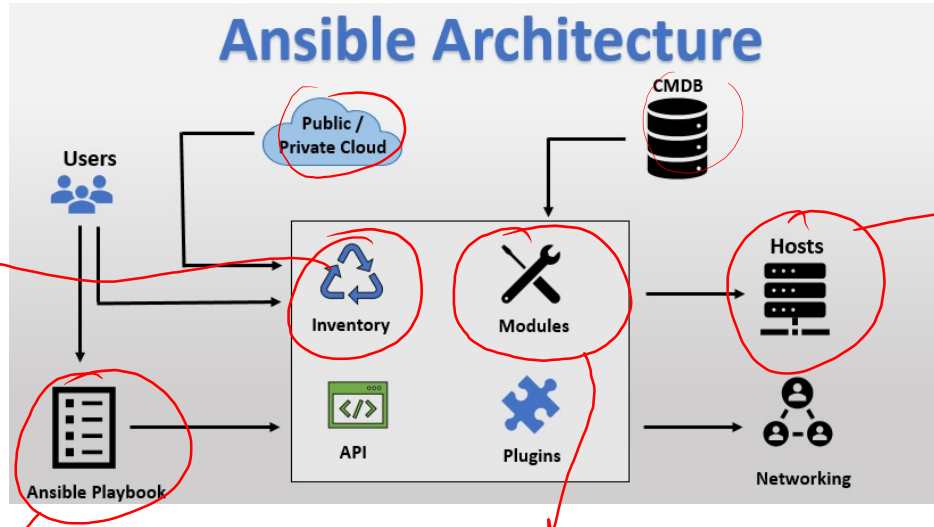 Ansible Architecture
CMDB
Public /
Private Cloud
Users
Hosts
Inventory
Modules
</>
API
Plugins
Ansible Playbook
Networking